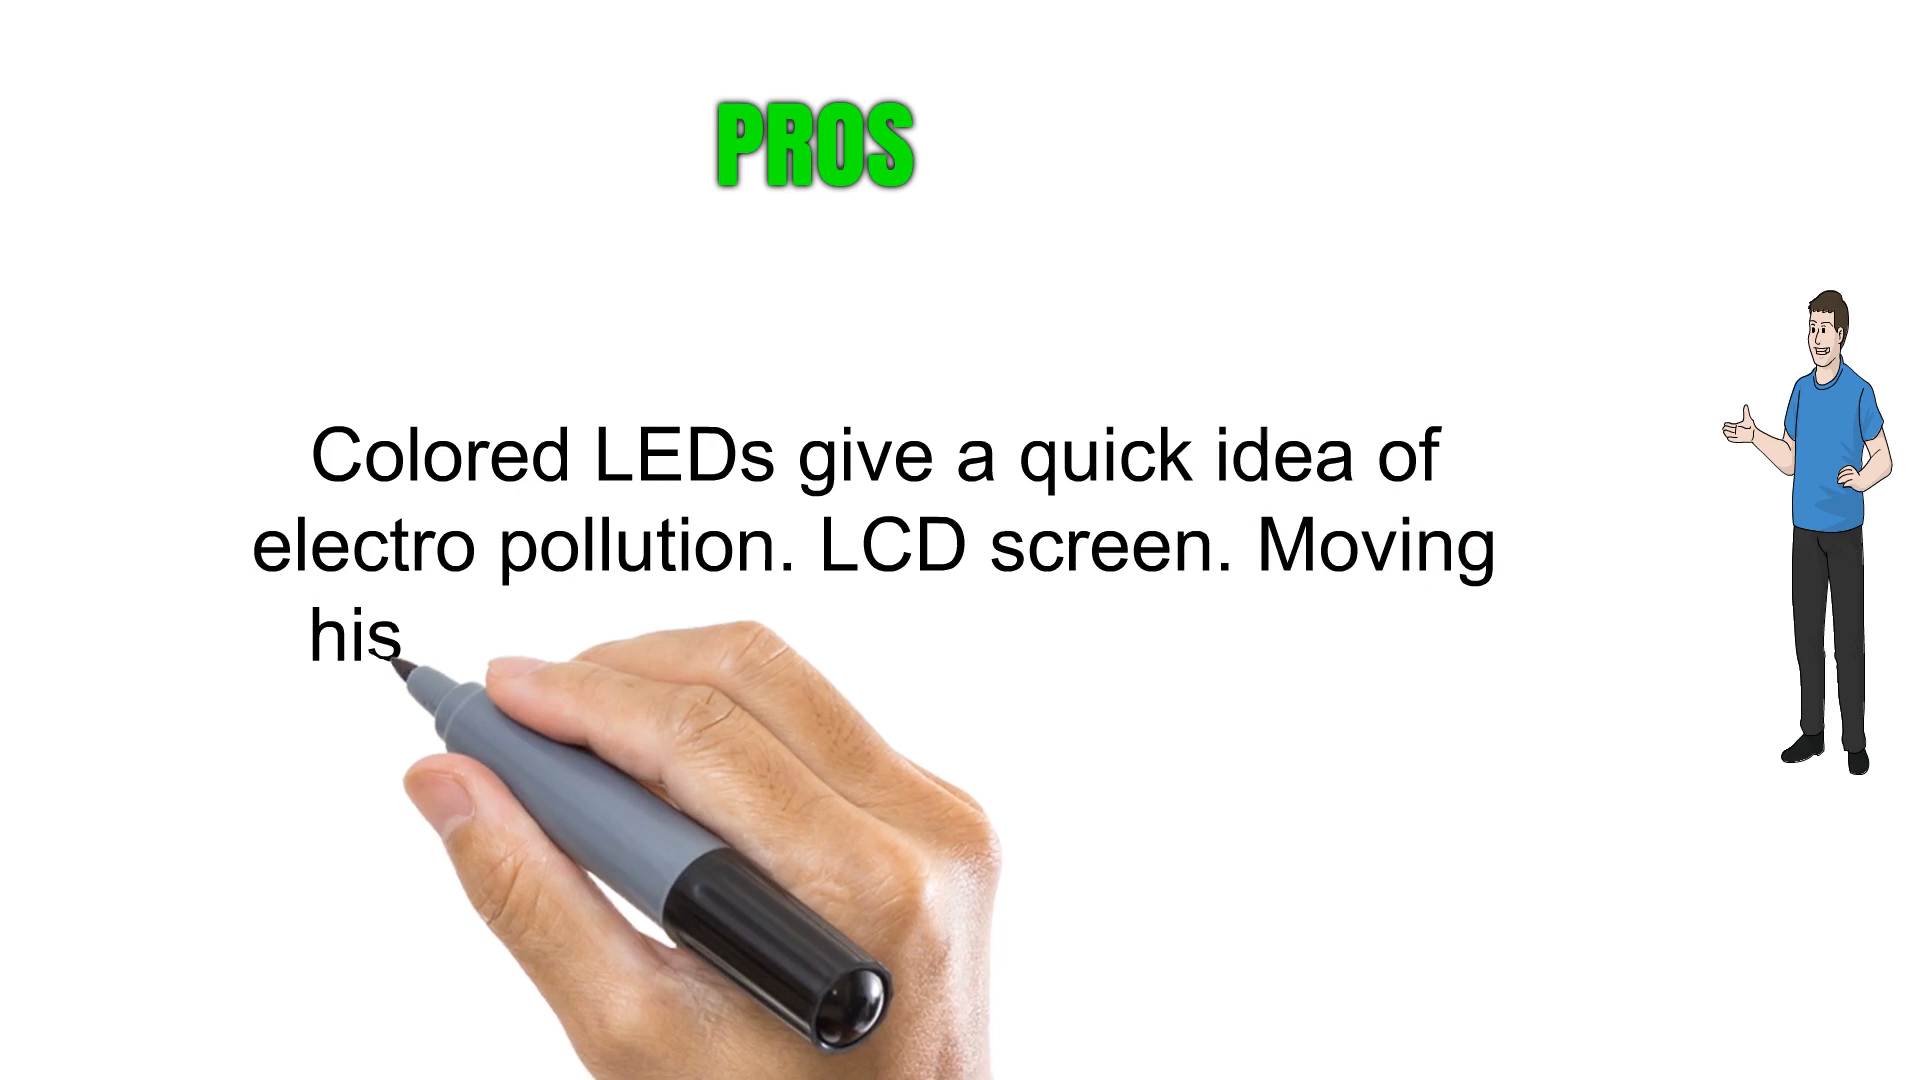 PROS
Colored LEDs give a quick idea of
electro pollution. LCD screen. Moving
his